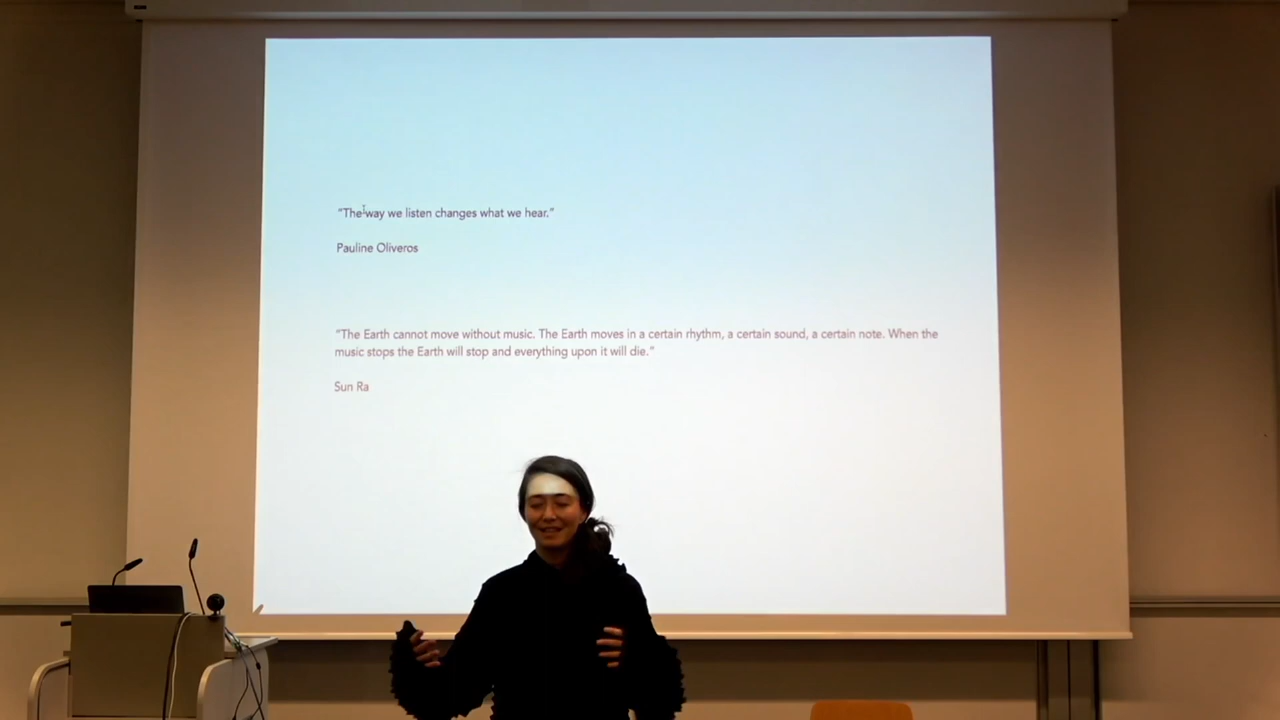 “The way we listen changes what we hear.”
Pauline Oliveros
“The Earth cannot move without music. The Earth moves in a certain rhythm, a certain sound, a certain note. When the
music stops the Earth will stop and everything upon it will die.”
Sun Ra